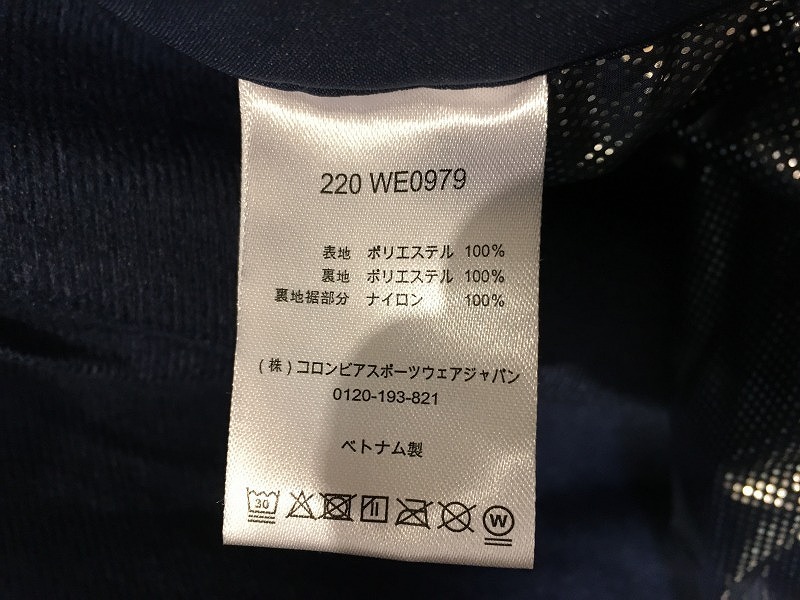 220 WE0979
表地 ポリエステル 100%
裏地 ポリエステル 100%
裏地裾部分 ナイロン 100%
(株)コロンビアスポーツウェアジャパン
0120-193-821
ベトナム製
30 W